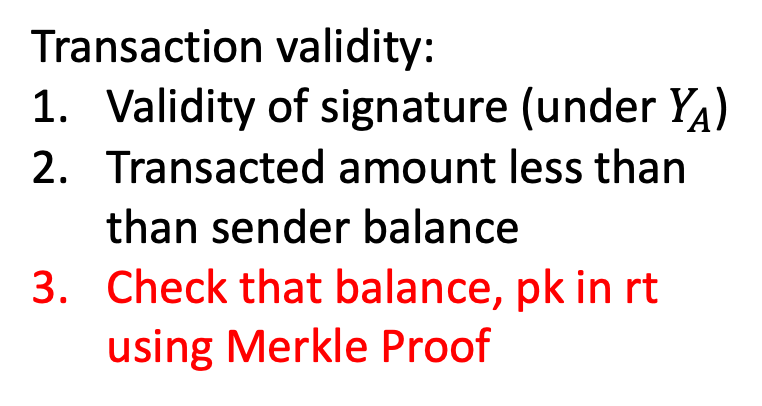 Transaction validity:
1. Validity of signature (under Y_A)
2. Transacted amount less than
than sender balance
3. Check that balance, pk in rt
using Merkle Proof